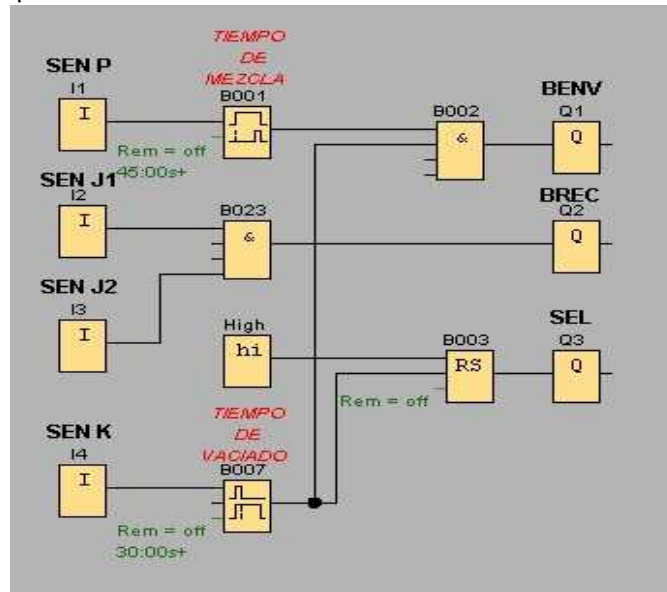 TIEMPO
DE
MEZCLA
SEN P
I1
I
B001
Rem = off
45:00s+
B002
&
BENV
Q1
Q
SEN J1
I2
I
B023
&
BREC
Q2
Q
SEN J2
I3
I
High
hi
B003
RS
Rem = off
SEL
Q3
Q
TIEMPO
DE
VACIADO
SEN K
I4
I
B007
Rem = off
30:00s+